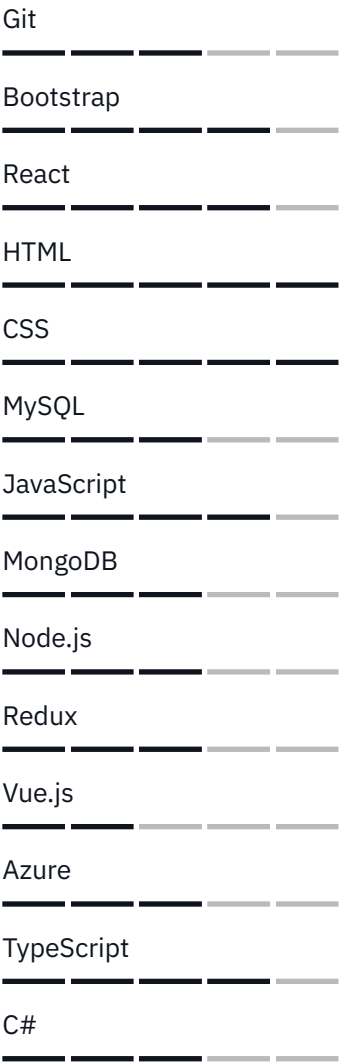 Git
Bootstrap
React
HTML
CSS
MySQL
JavaScript
MongoDB
Node.js
Redux
Vue.js
Azure
TypeScript
C#